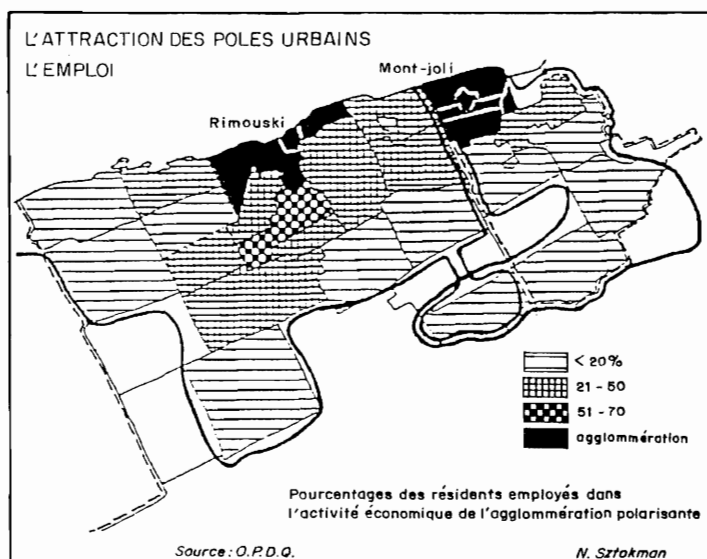 L'ATTRACTION DES POLES URBAINS
L'EMPLOI
Mont-joli
Rimouski
< 20%
21 - 50
51 - 70
agglommération
Pourcentages des résidents employés dans
l'activité économique de l'agglomération polarisante
Source : O.P.D.Q.
N. Sztokman